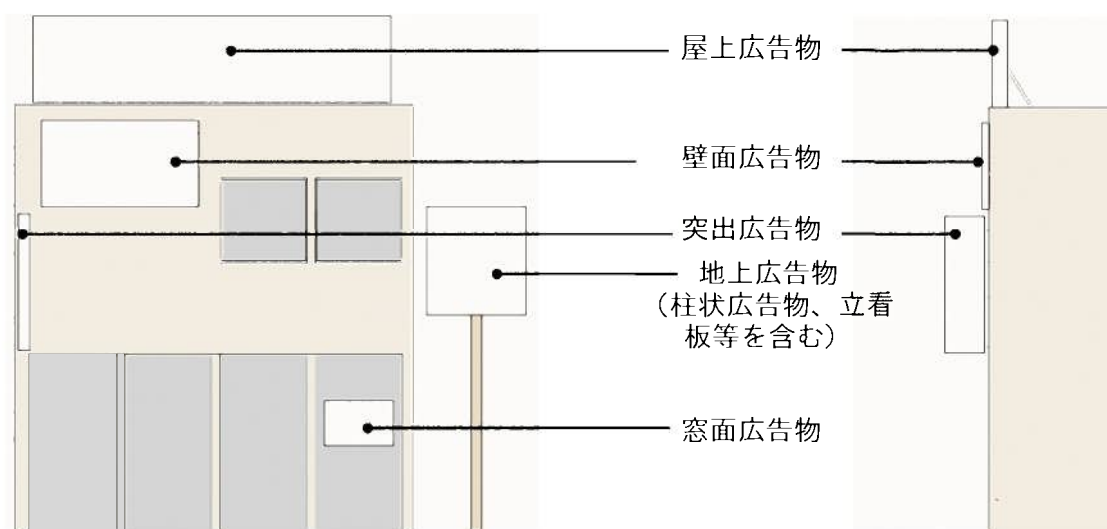 屋上広告物
壁面広告物
突出広告物
地上広告物
（柱状広告物、立看
板等を含む）
窓面広告物